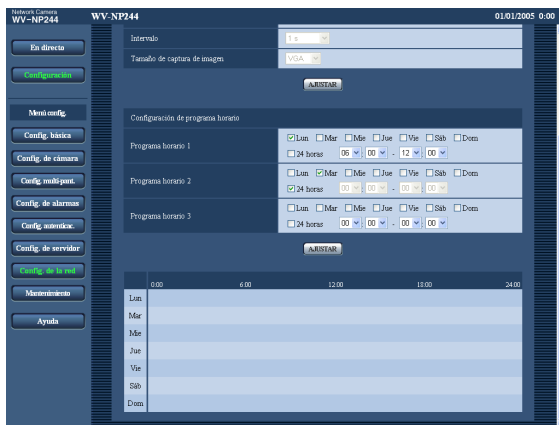 Network Camera
WV-NP244
WV-NP244
01/01/2005 0:00
En directo
Configuración
Menú config.
Config. básica
Config. de cámara
Config. multi-pant.
Config. de alarmas
Config. autenticac.
Config. de servidor
Config. de la red
Mantenimiento
Ayuda
Intervalo 1 s
Tamaño de captura de imagen VGA
AJUSTAR
Configuración de programa horario
Programa horario 1
Lun Mar Mie Jue Vie Sáb Dom
24 horas 06 : 00 - 12 : 00
Programa horario 2
Lun Mar Mie Jue Vie Sáb Dom
24 horas 00 : 00 - 00 : 00
Programa horario 3
Lun Mar Mie Jue Vie Sáb Dom
24 horas 00 : 00 - 00 : 00
AJUSTAR
0:00 6:00 12:00 18:00 24:00
Lun
Mar
Mie
Jue
Vie
Sáb
Dom